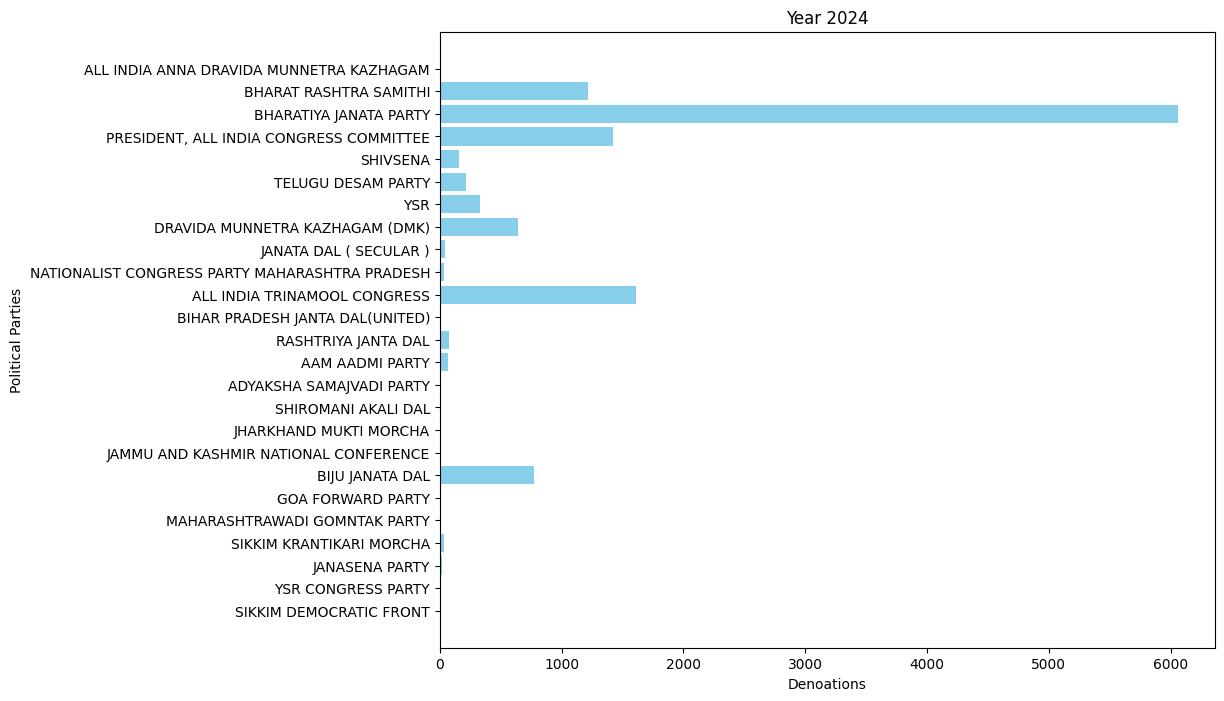 Year 2024
ALL INDIA ANNA DRAVIDA MUNNETRA KAZHAGAM
BHARAT RASHTRA SAMITHI
BHARATIYA JANATA PARTY
PRESIDENT, ALL INDIA CONGRESS COMMITTEE
SHIVSENA
TELUGU DESAM PARTY
YSR
DRAVIDA MUNNETRA KAZHAGAM (DMK)
JANATA DAL ( SECULAR )
NATIONALIST CONGRESS PARTY MAHARASHTRA PRADESH
ALL INDIA TRINAMOOL CONGRESS
BIHAR PRADESH JANTA DAL(UNITED)
RASHTRIYA JANTA DAL
AAM AADMI PARTY
ADYAKSHA SAMAJVADI PARTY
SHIROMANI AKALI DAL
JHARKHAND MUKTI MORCHA
JAMMU AND KASHMIR NATIONAL CONFERENCE
BIJU JANATA DAL
GOA FORWARD PARTY
MAHARASHTRAWADI GOMNTAK PARTY
SIKKIM KRANTIKARI MORCHA
JANASENA PARTY
YSR CONGRESS PARTY
SIKKIM DEMOCRATIC FRONT
Political Parties
0 1000 2000 3000 4000 5000 6000
Denoations